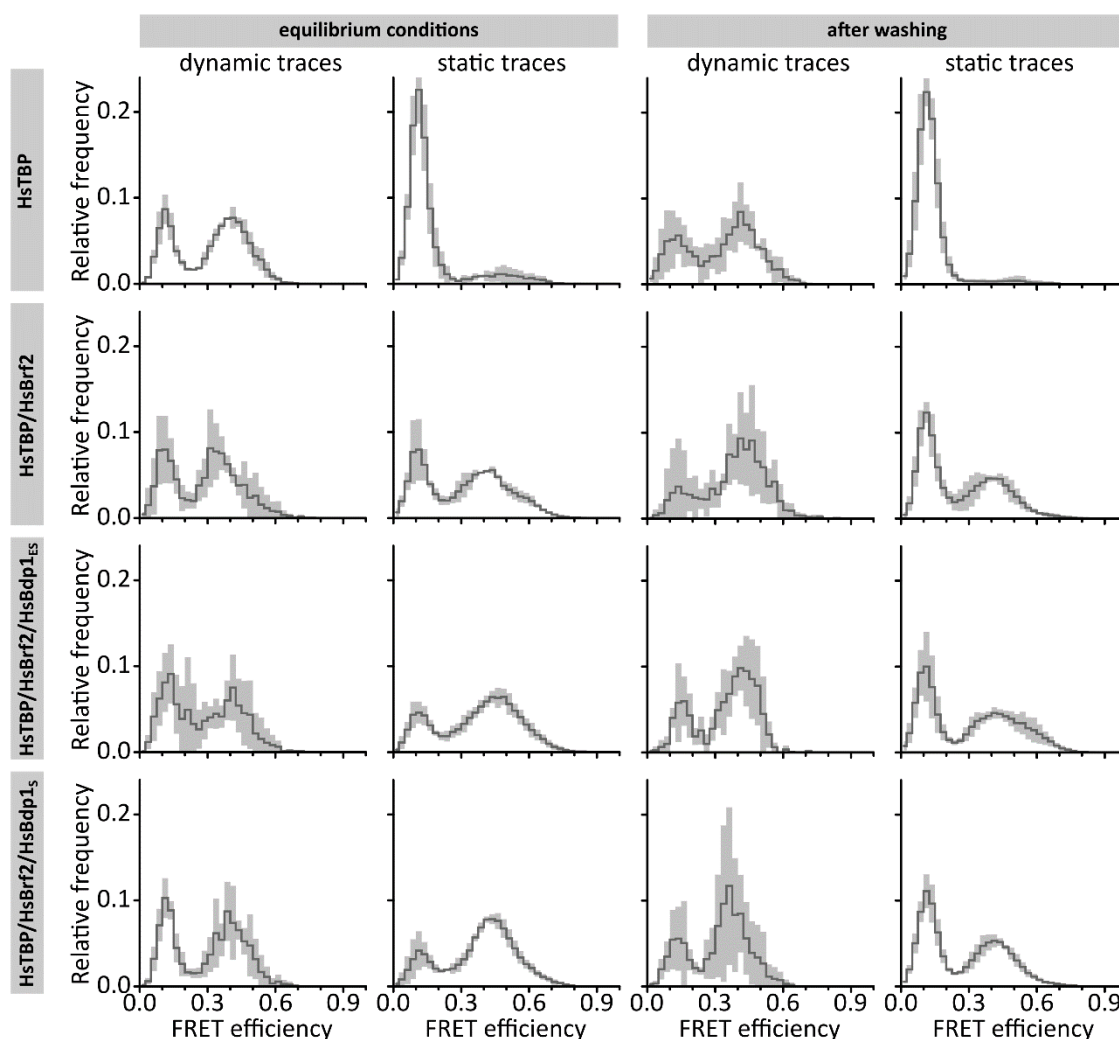 equilibrium conditions
after washing
dynamic traces
static traces
dynamic traces
static traces
HsTBP
Relative frequency
0.2
0.1
0.0
HsTBP/HsBrf2
Relative frequency
0.2
0.1
0.0
HsTBP/HsBrf2/HsBdp1ES
Relative frequency
0.2
0.1
0.0
HsTBP/HsBrf2/HsBdp1S
Relative frequency
0.2
0.1
0.0
0.0 0.3 0.6 0.9
0.0 0.3 0.6 0.9
0.0 0.3 0.6 0.9
0.0 0.3 0.6 0.9
FRET efficiency
FRET efficiency
FRET efficiency
FRET efficiency